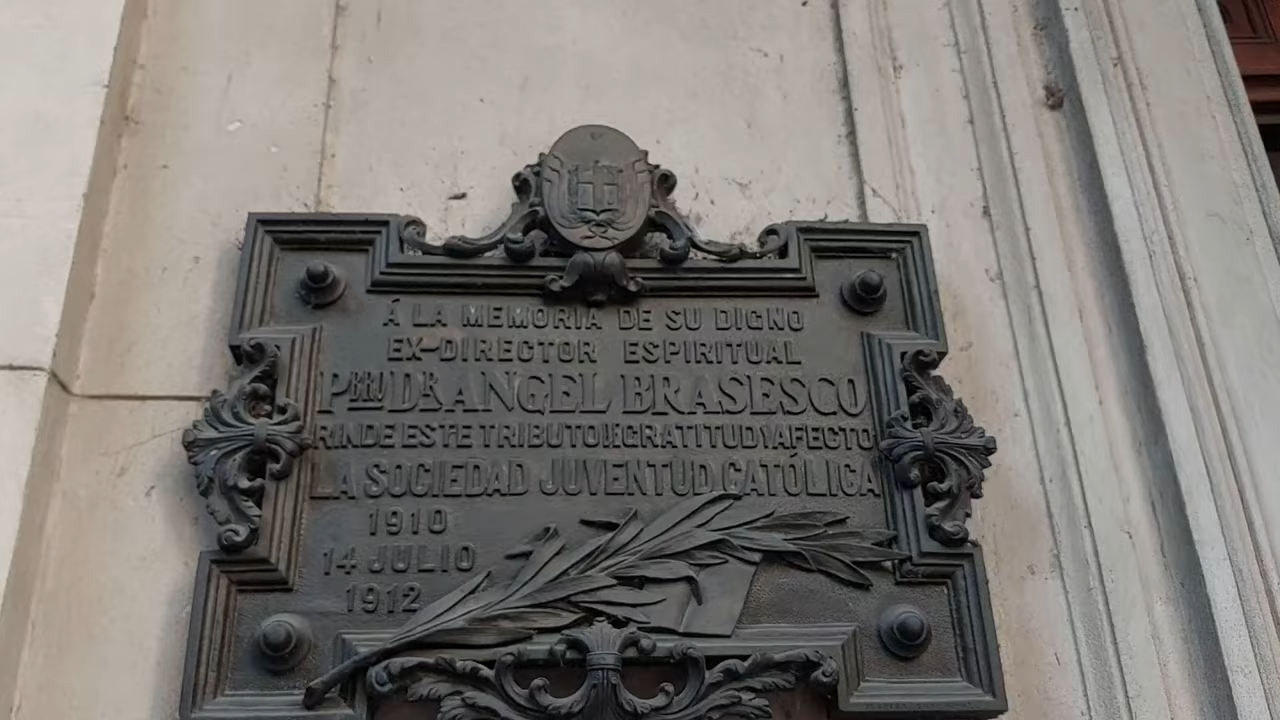 Á LA MEMORIA DE SU DIGNO
EX-DIRECTOR ESPIRITUAL
PBRO DR ANGEL BRASESCO
RINDE ESTE TRIBUTO DE GRATITUD Y AFECTO
LA SOCIEDAD JUVENTUD CATÓLICA
1910
14 JULIO
1912